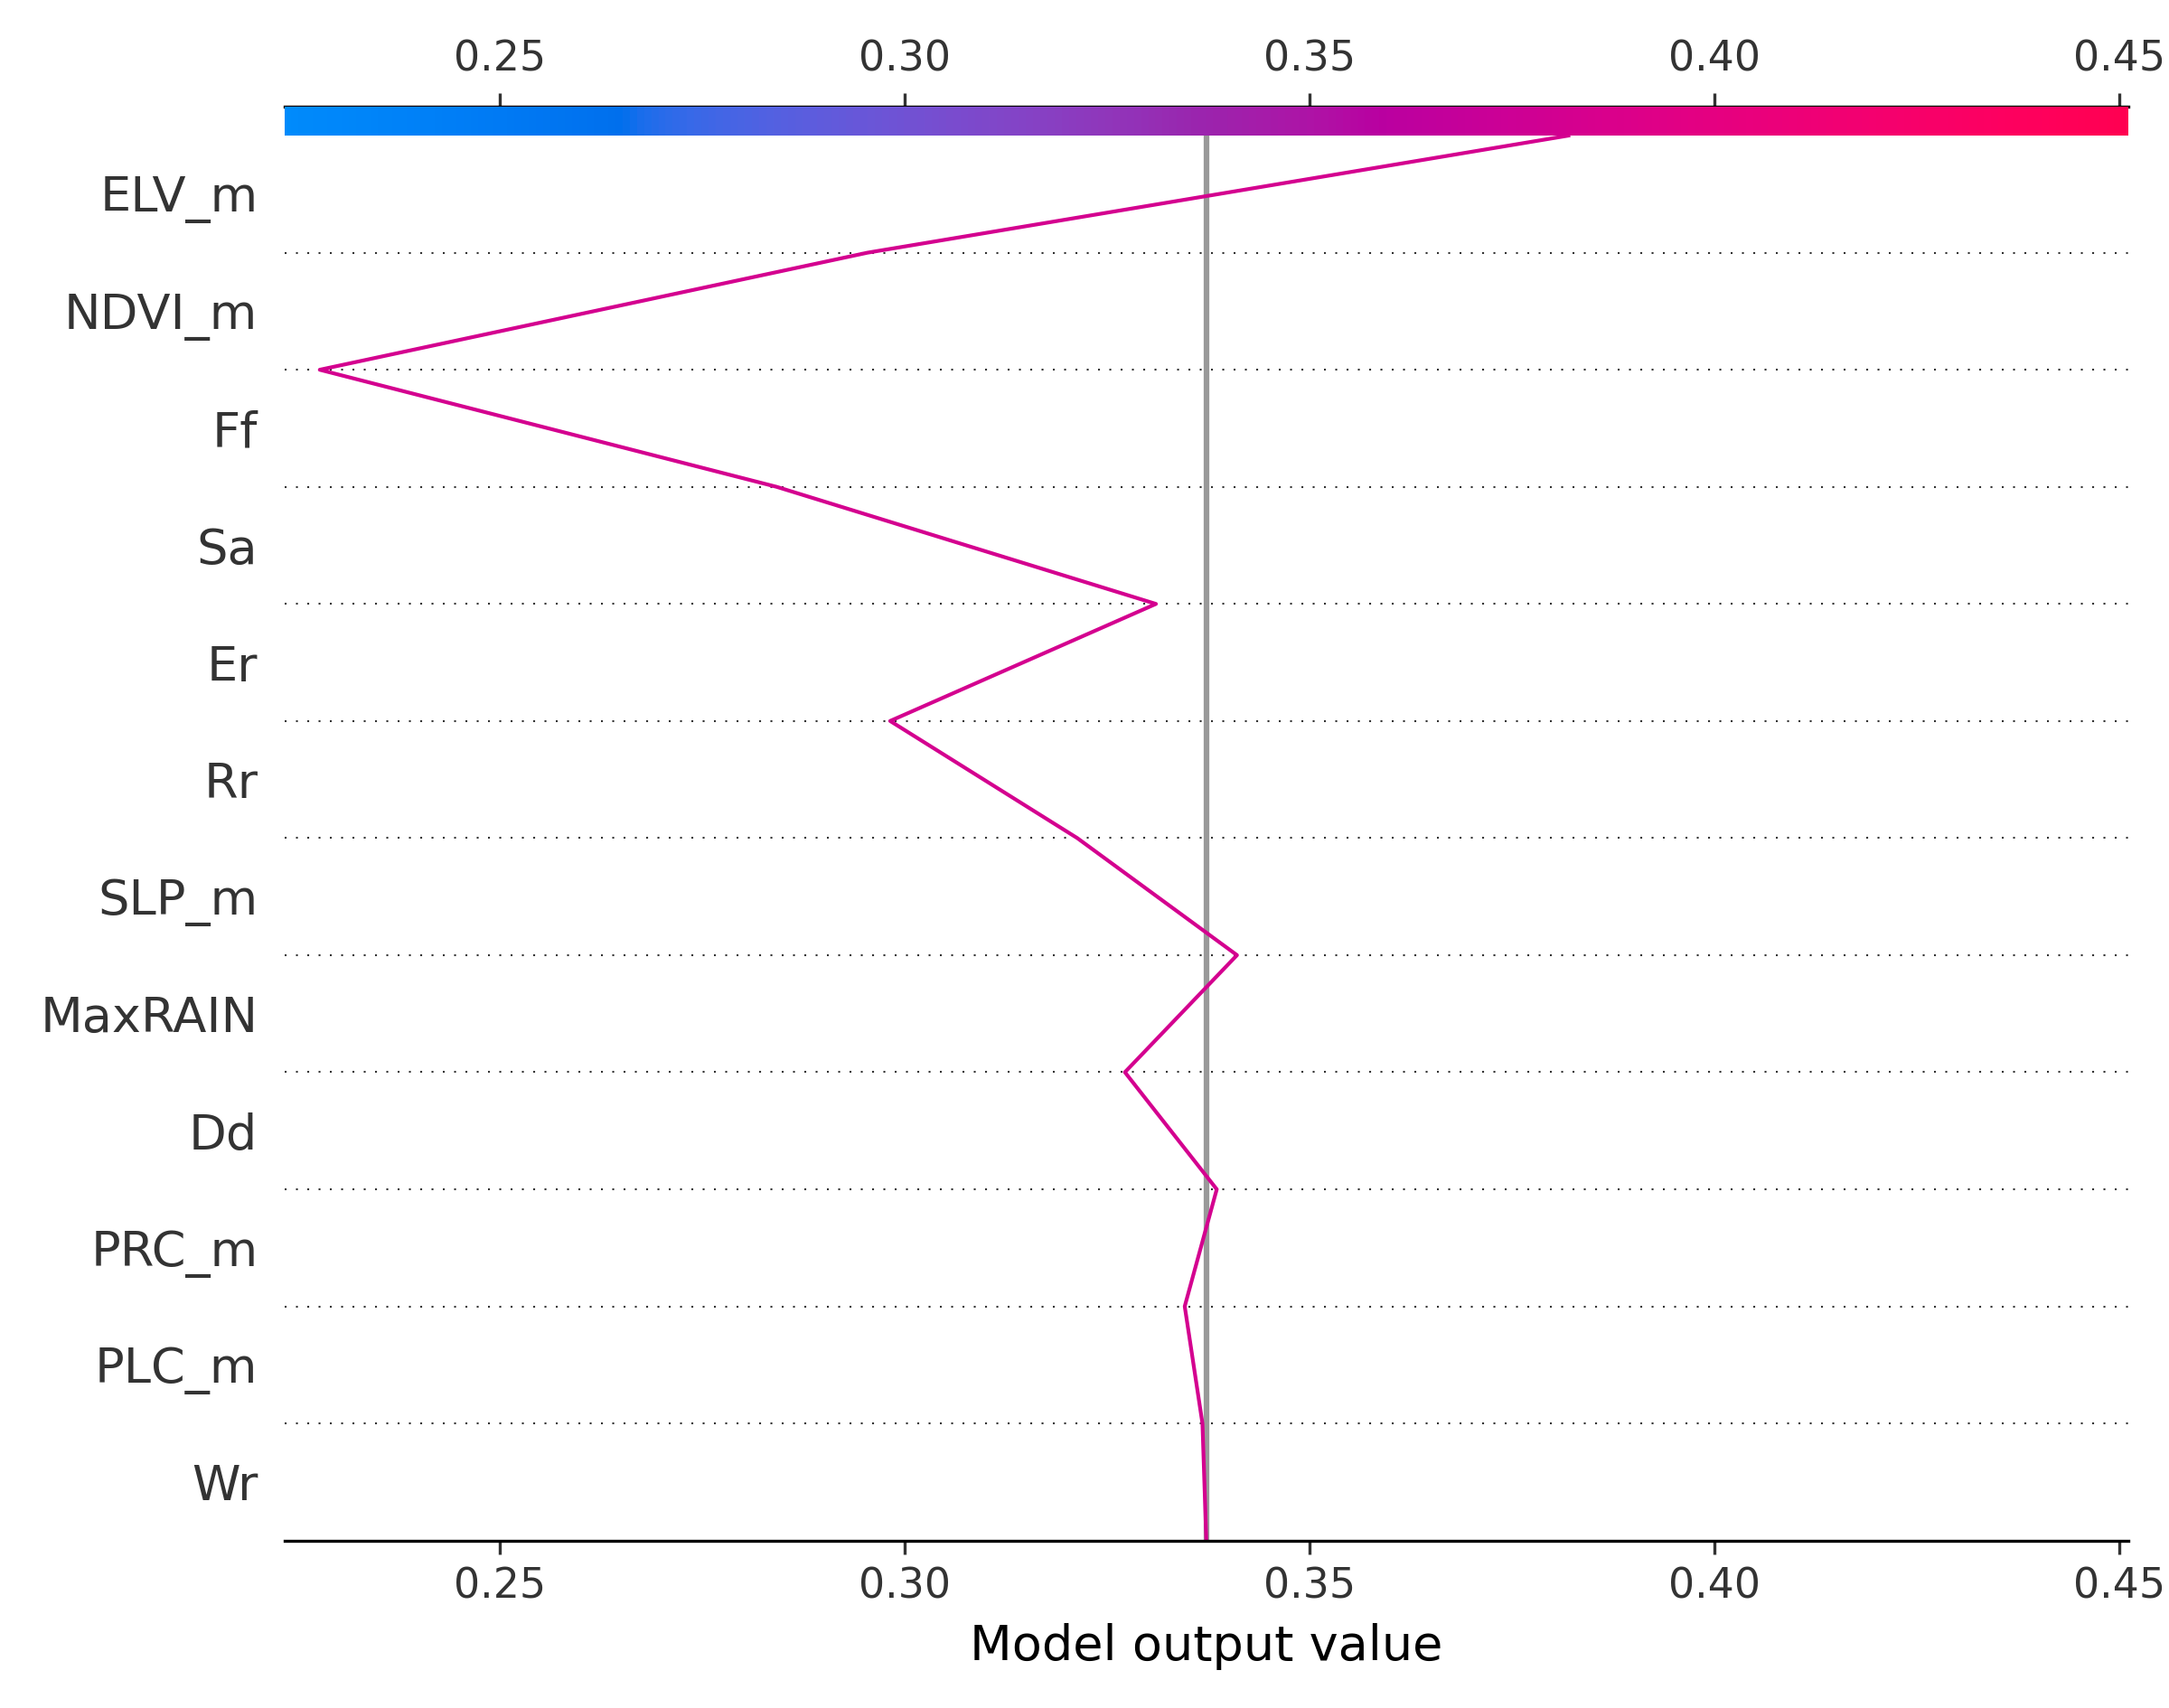 0.25 0.30 0.35 0.40 0.45
ELV_m
NDVI_m
Ff
Sa
Er
Rr
SLP_m
MaxRAIN
Dd
PRC_m
PLC_m
Wr
0.25 0.30 0.35 0.40 0.45
Model output value